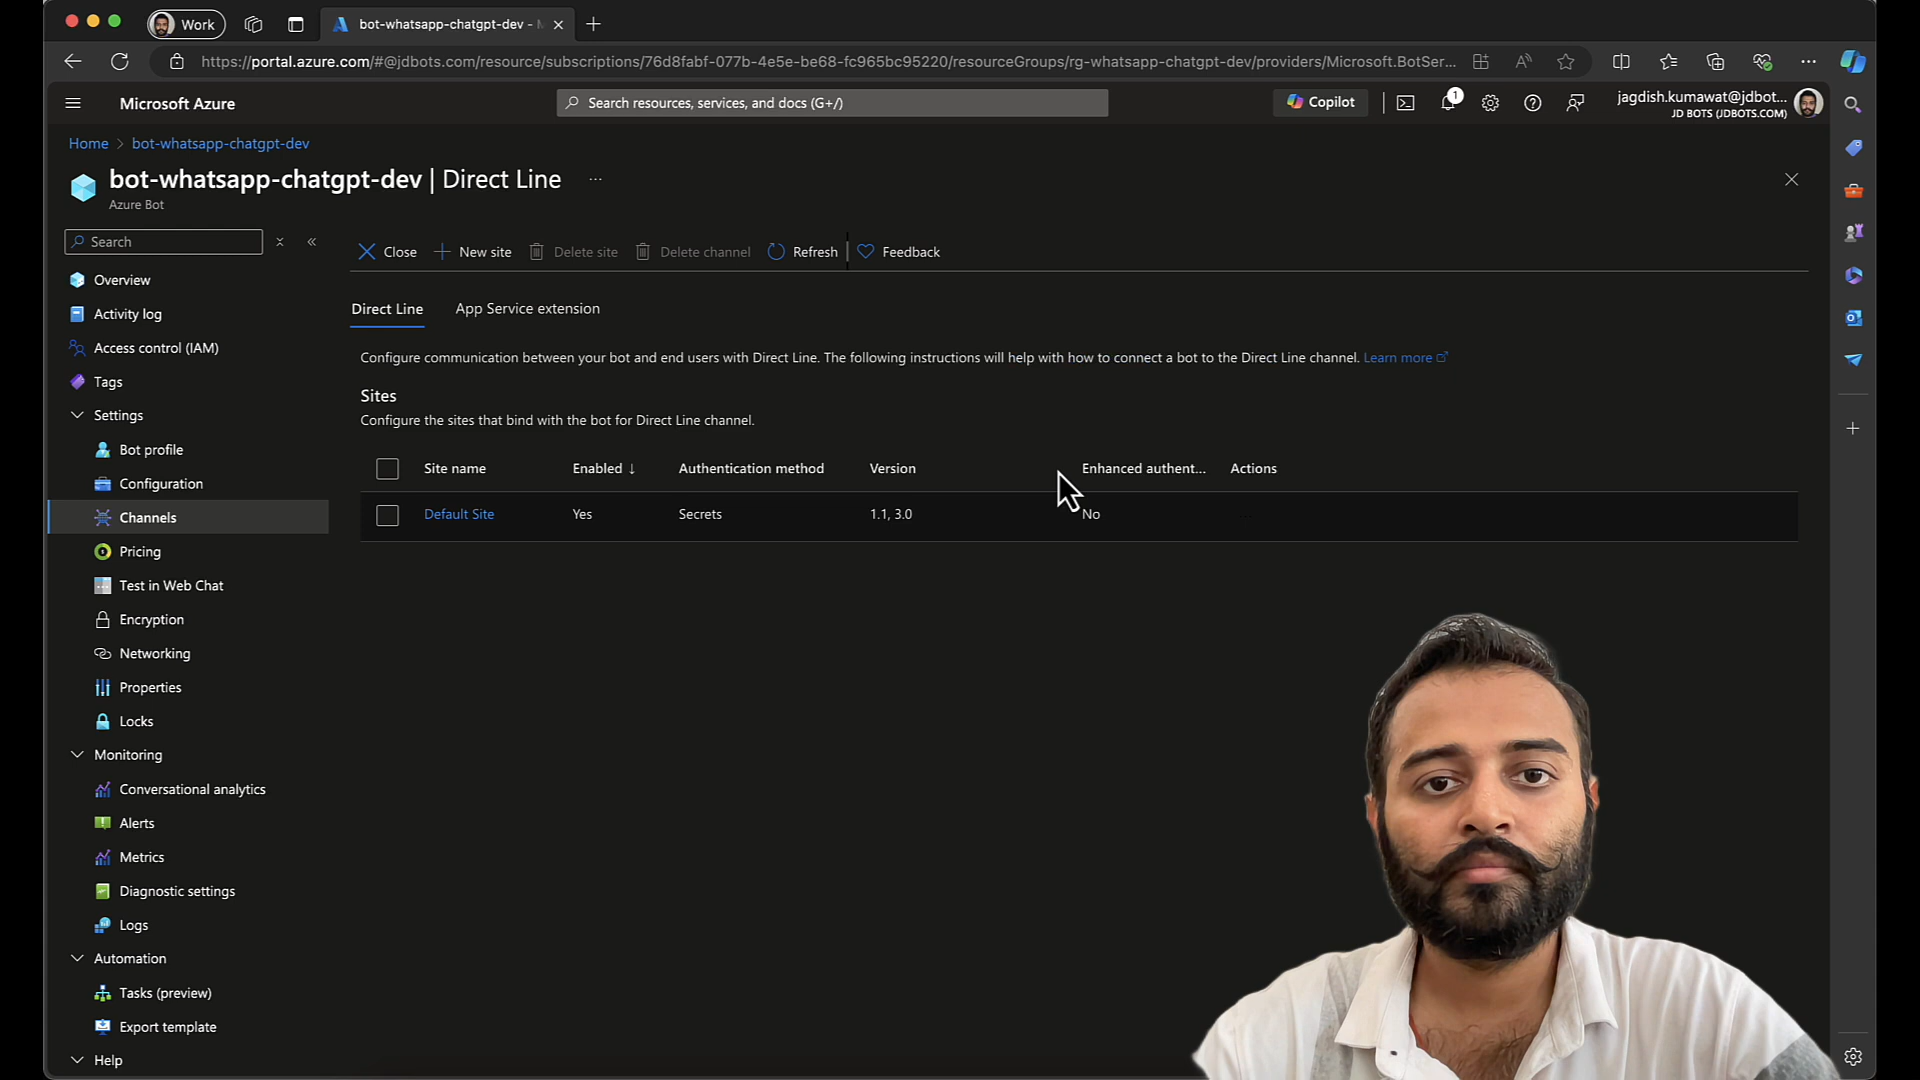 Work
bot-whatsapp-chatgpt-dev - M
https://portal.azure.com/#@jdbots.com/resource/subscriptions/76d8fabf-077b-4e5e-be68-fc965bc95220/resourceGroups/rg-whatsapp-chatgpt-dev/providers/Microsoft.BotSer...
Microsoft Azure
Search resources, services, and docs (G+/)
Copilot
1
jagdish.kumawat@jdbot...
JD BOTS (JDBOTS.COM)
Home > bot-whatsapp-chatgpt-dev
bot-whatsapp-chatgpt-dev | Direct Line ...
Azure Bot
Search
Close
New site
Delete site
Delete channel
Refresh
Feedback
Overview
Activity log
Access control (IAM)
Tags
Settings
Bot profile
Configuration
Channels
Pricing
Test in Web Chat
Encryption
Networking
Properties
Locks
Monitoring
Conversational analytics
Alerts
Metrics
Diagnostic settings
Logs
Automation
Tasks (preview)
Export template
Help
Direct Line
App Service extension
Configure communication between your bot and end users with Direct Line. The following instructions will help with how to connect a bot to the Direct Line channel. Learn more
Sites
Configure the sites that bind with the bot for Direct Line channel.
Site name Enabled ↓ Authentication method Version Enhanced authent... Actions
Default Site Yes Secrets 1.1, 3.0 No